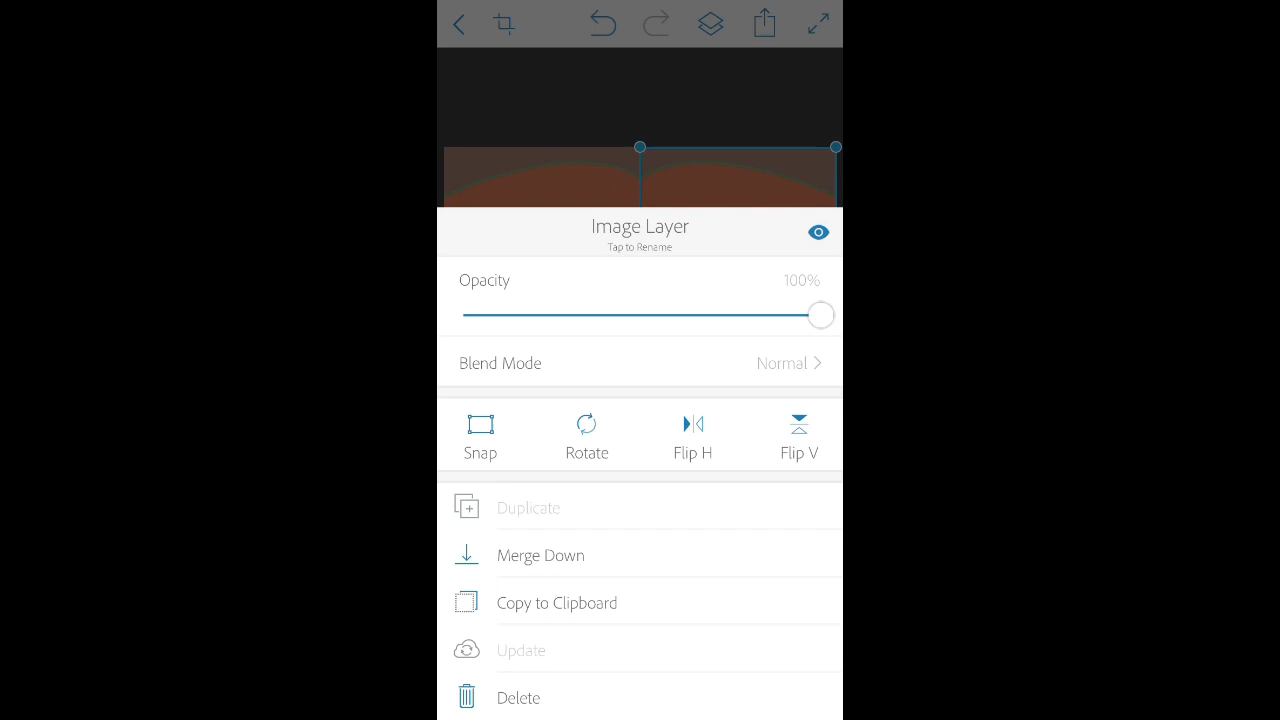 Image Layer
Tap to Rename
Opacity 100%
Blend Mode Normal
Snap Rotate Flip H Flip V
Duplicate
Merge Down
Copy to Clipboard
Update
Delete